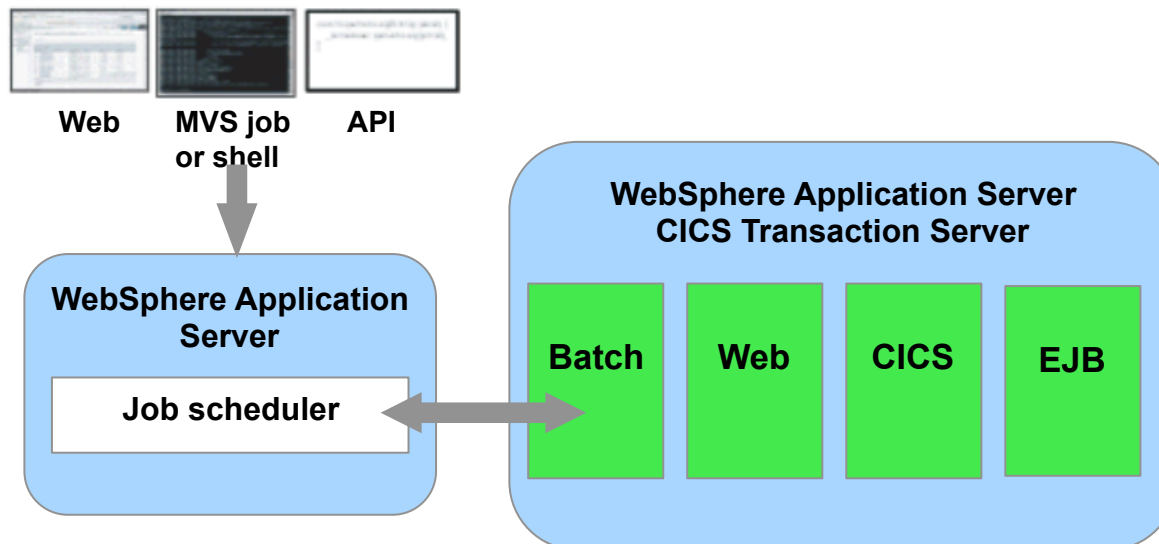 Web
MVS job
or shell
API
WebSphere Application
Server
Job scheduler
WebSphere Application Server
CICS Transaction Server
Batch
Web
CICS
EJB